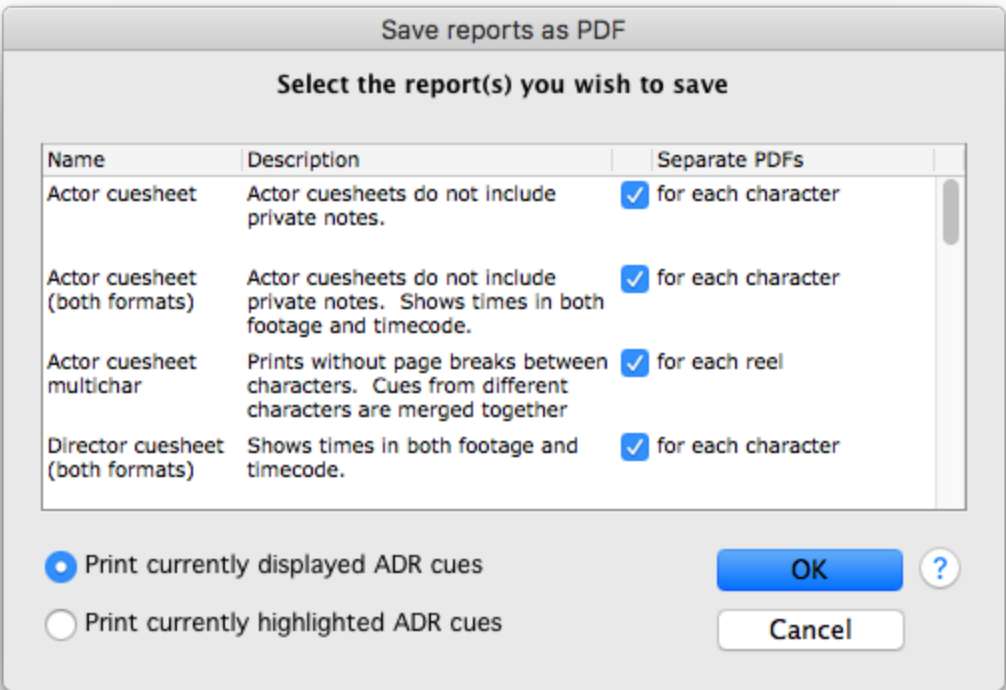 Save reports as PDF
Select the report(s) you wish to save
Name Description Separate PDFs
Actor cuesheet Actor cuesheets do not include for each character
private notes.
Actor cuesheet Actor cuesheets do not include for each character
(both formats) private notes. Shows times in both
footage and timecode.
Actor cuesheet Prints without page breaks between for each reel
multichar characters. Cues from different
characters are merged together
Director cuesheet Shows times in both footage and for each character
(both formats) timecode.
Print currently displayed ADR cues OK ?
Print currently highlighted ADR cues Cancel